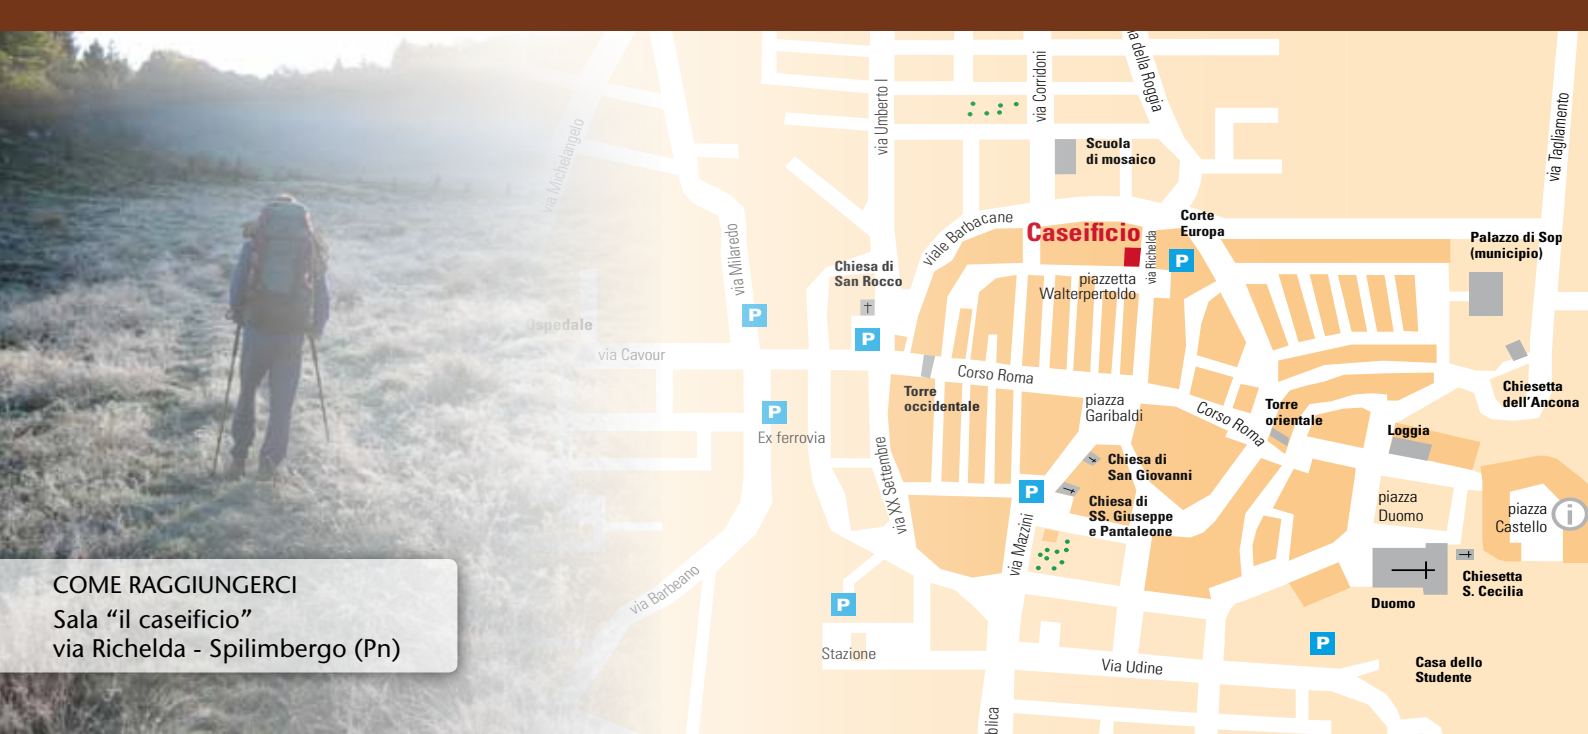 COME RAGGIUNGERCI
Sala “il caseificio”
via Richelda - Spilimbergo (Pn)
via Michelangelo
via Umberto I
via Corridoni
della Roggia
via Tagliamento
Scuola
di mosaico
viale Barbacane
Caseificio
via Richelda
Corte
Europa
P
Palazzo di Sop
(municipio)
via Milaredo
Chiesa di
San Rocco
piazzetta
Walterpertoldo
P
P
Ospedale
via Cavour
Corso Roma
Torre
occidentale
piazza
Garibaldi
Corso Roma
Torre
orientale
Chiesetta
dell’Ancona
P
Ex ferrovia
Loggia
via XX Settembre
Chiesa di
San Giovanni
P
Chiesa di
SS. Giuseppe
e Pantaleone
via Mazzini
piazza
Duomo
piazza
Castello
i
Chiesetta
S. Cecilia
Duomo
via Barbeano
P
Stazione
Via Udine
P
Casa dello
Studente
blica